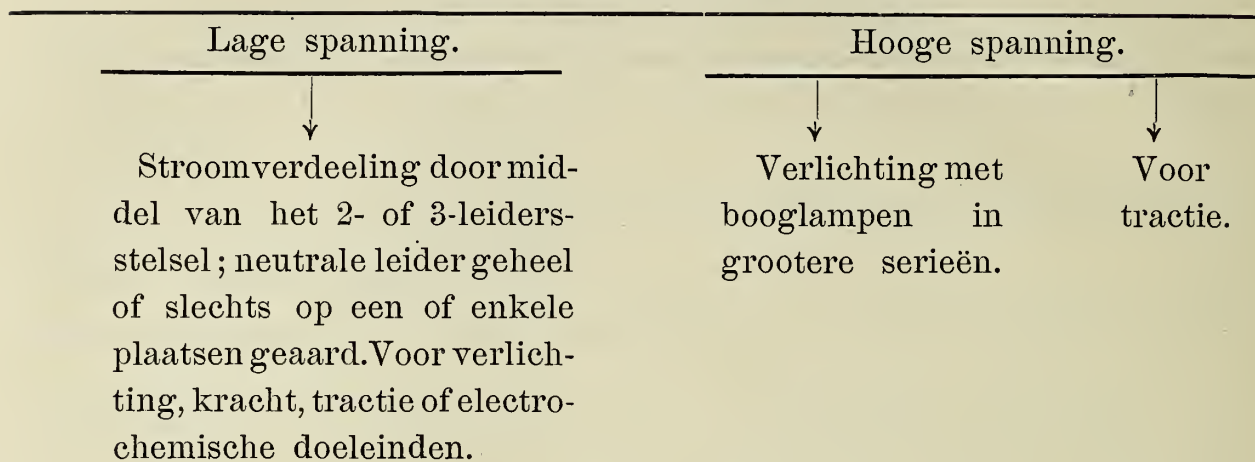 Lage spanning.
Stroomverdeeling door mid-
del van het 2- of 3-leiders-
stelsel; neutrale leider geheel
of slechts op een of enkele
plaatsen geaard. Voor verlich-
ting, kracht, tractie of electro-
chemische doeleinden.
Hooge spanning.
Verlichting met
booglampen in
grootere serieën.
Voor
tractie.